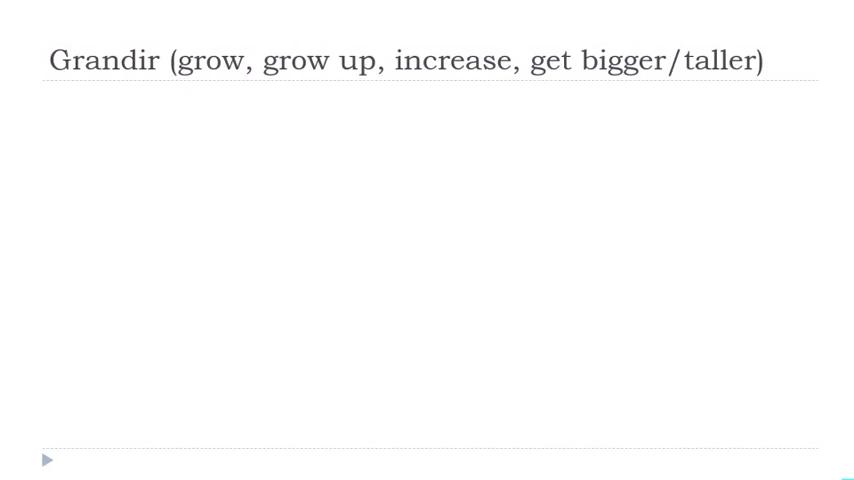 Grandir (grow, grow up, increase, get bigger/taller)